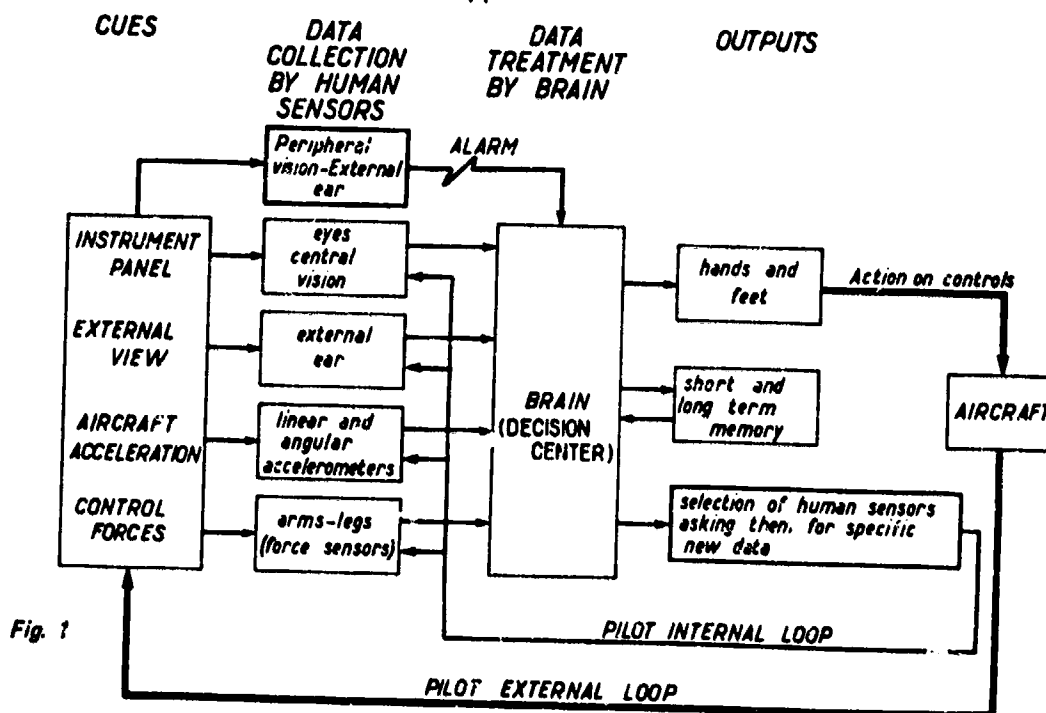 CUES
DATA
COLLECTION
BY HUMAN
SENSORS
DATA
TREATMENT
BY BRAIN
OUTPUTS
Peripheral
vision-External
ear
ALARM
INSTRUMENT
PANEL
EXTERNAL
VIEW
AIRCRAFT
ACCELERATION
CONTROL
FORCES
eyes
central
vision
external
ear
linear and
angular
accelerometers
arms-legs
(force sensors)
BRAIN
(DECISION
CENTER)
hands and
feet
Action on controls
short and
long term
memory
AIRCRAFT
selection of human sensors
asking then, for specific
new data
PILOT INTERNAL LOOP
PILOT EXTERNAL LOOP
Fig. 1